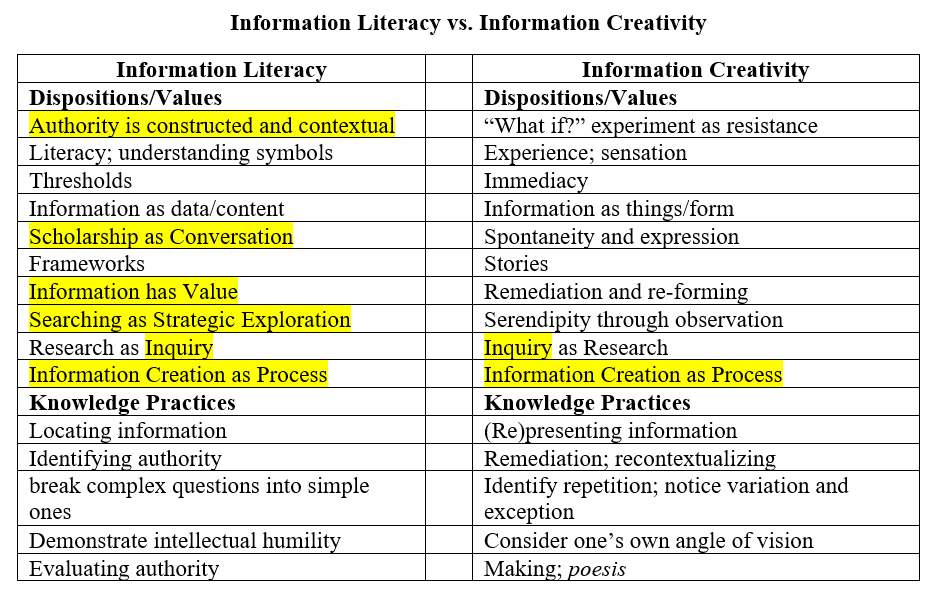 Information Literacy vs. Information Creativity
Information Literacy Information Creativity
Dispositions/Values Dispositions/Values
Authority is constructed and contextual “What if?” experiment as resistance
Literacy; understanding symbols Experience; sensation
Thresholds Immediacy
Information as data/content Information as things/form
Scholarship as Conversation Spontaneity and expression
Frameworks Stories
Information has Value Remediation and re-forming
Searching as Strategic Exploration Serendipity through observation
Research as Inquiry Inquiry as Research
Information Creation as Process Information Creation as Process
Knowledge Practices Knowledge Practices
Locating information (Re)presenting information
Identifying authority Remediation; recontextualizing
break complex questions into simple Identify repetition; notice variation and
ones exception
Demonstrate intellectual humility Consider one’s own angle of vision
Evaluating authority Making; poesis